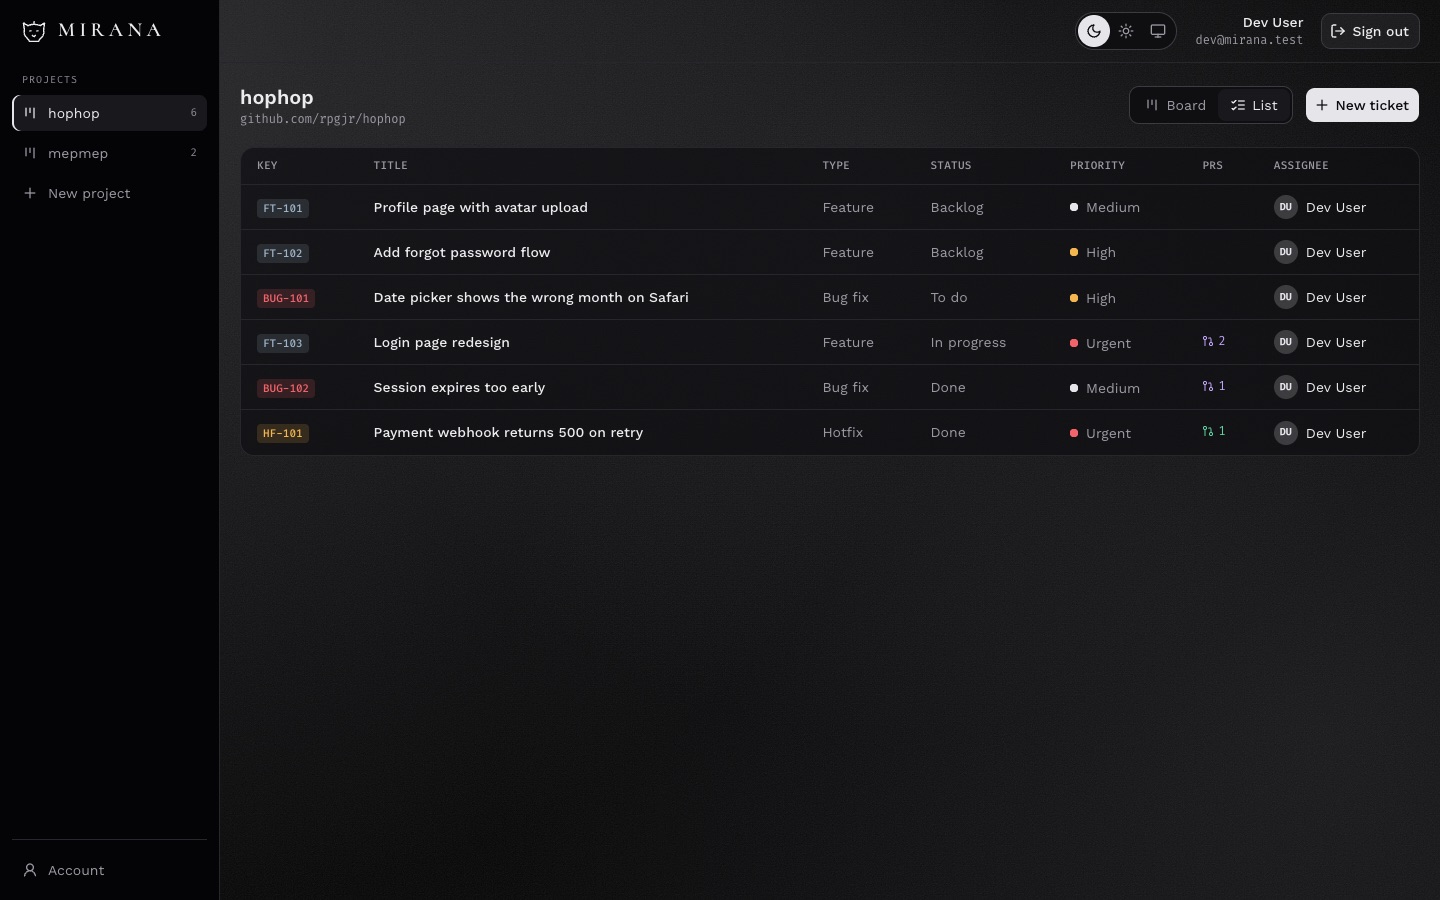 MIRANA
PROJECTS
hophop 6
mepmep 2
New project
Account
Dev User
dev@mirana.test
Sign out
hophop
github.com/rpgjr/hophop
Board List New ticket
KEY TITLE TYPE STATUS PRIORITY PRS ASSIGNEE
FT-101 Profile page with avatar upload Feature Backlog Medium DU Dev User
FT-102 Add forgot password flow Feature Backlog High DU Dev User
BUG-101 Date picker shows the wrong month on Safari Bug fix To do High DU Dev User
FT-103 Login page redesign Feature In progress Urgent 2 DU Dev User
BUG-102 Session expires too early Bug fix Done Medium 1 DU Dev User
HF-101 Payment webhook returns 500 on retry Hotfix Done Urgent 1 DU Dev User